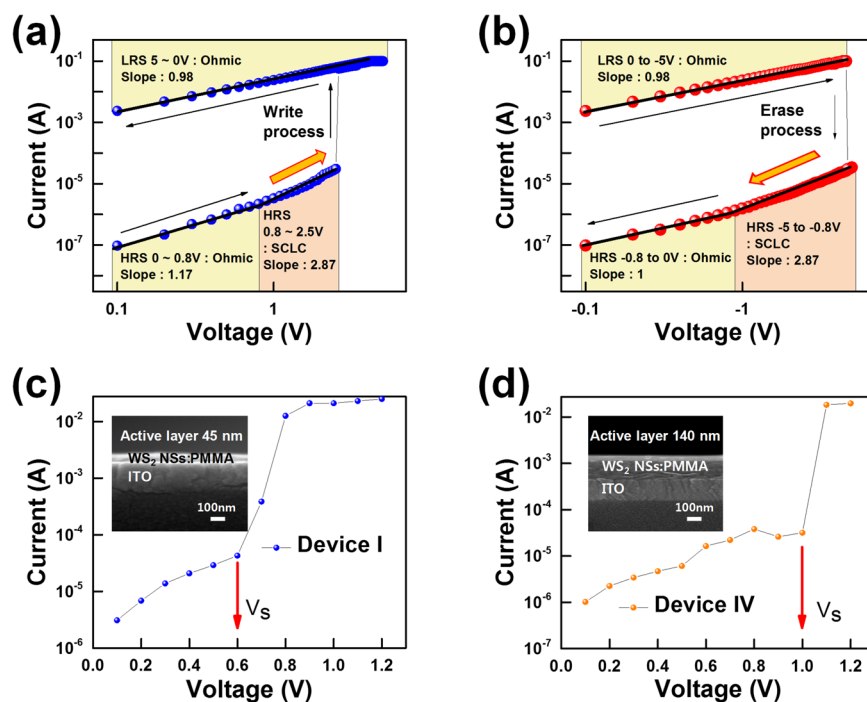 (a)
LRS 5 ~ 0V : Ohmic
Slope : 0.98
Write
process
HRS
0.8 ~ 2.5V
: SCLC
Slope : 2.87
HRS 0 ~ 0.8V : Ohmic
Slope : 1.17
10⁻¹
10⁻³
10⁻⁵
10⁻⁷
Current (A)
0.1
1
Voltage (V)
(b)
LRS 0 to -5V : Ohmic
Slope : 0.98
Erase
process
HRS -5 to -0.8V
: SCLC
Slope : 2.87
HRS -0.8 to 0V : Ohmic
Slope : 1
10⁻¹
10⁻³
10⁻⁵
10⁻⁷
Current (A)
-0.1
-1
Voltage (V)
(c)
Active layer 45 nm
WS₂ NSs:PMMA
ITO
100nm
Device I
Vs
10⁻²
10⁻³
10⁻⁴
10⁻⁵
10⁻⁶
Current (A)
0.0 0.2 0.4 0.6 0.8 1.0 1.2
Voltage (V)
(d)
Active layer 140 nm
WS₂ NSs:PMMA
ITO
100nm
Device IV
Vs
10⁻²
10⁻³
10⁻⁴
10⁻⁵
10⁻⁶
10⁻⁷
Current (A)
0.0 0.2 0.4 0.6 0.8 1.0 1.2
Voltage (V)